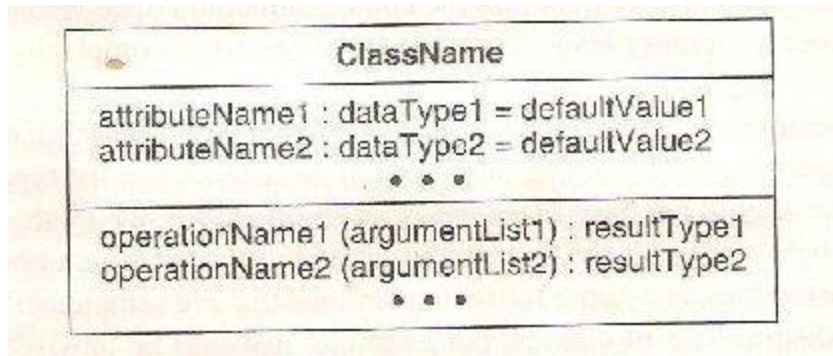 ClassName
attributeName1 : dataType1 = defaultValue1
attributeName2 : dataType2 = defaultValue2
• • •
operationName1 (argumentList1) : resultType1
operationName2 (argumentList2) : resultType2
• • •